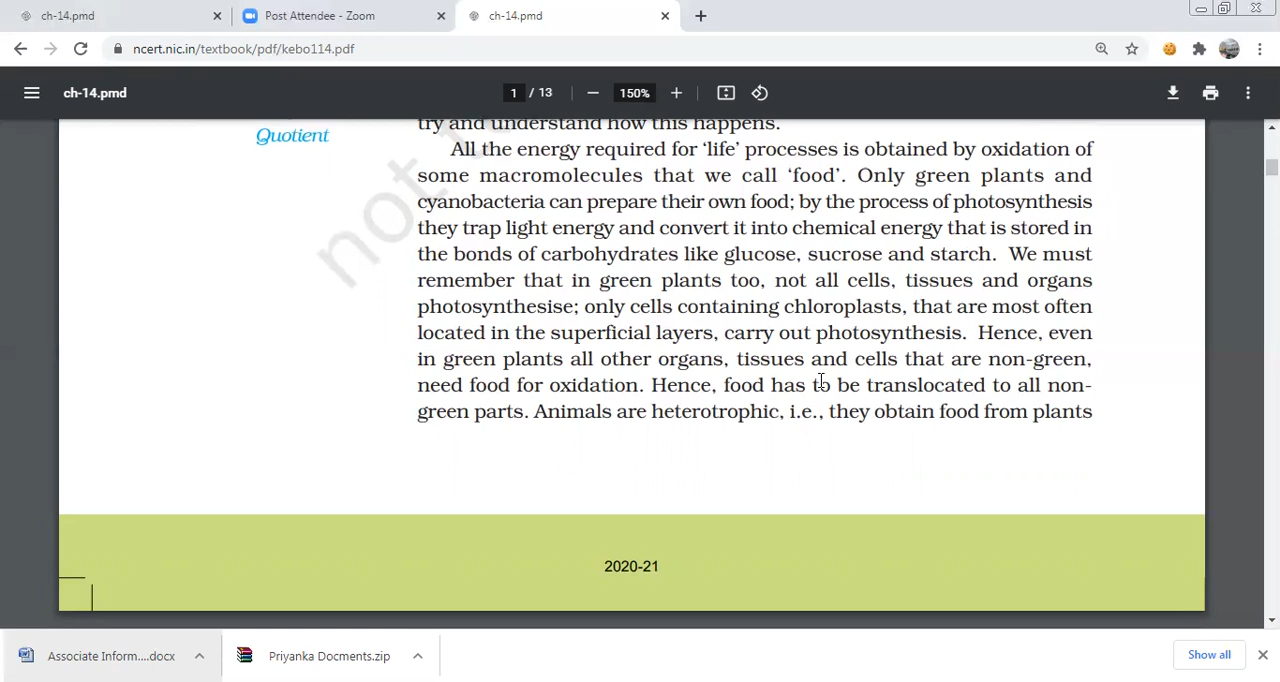 ch-14.pmd
Post Attendee - Zoom
ch-14.pmd
ncert.nic.in/textbook/pdf/kebo114.pdf
ch-14.pmd
1 / 13
150%
try and understand how this happens.
Quotient
not
All the energy required for ‘life’ processes is obtained by oxidation of
some macromolecules that we call ‘food’. Only green plants and
cyanobacteria can prepare their own food; by the process of photosynthesis
they trap light energy and convert it into chemical energy that is stored in
the bonds of carbohydrates like glucose, sucrose and starch. We must
remember that in green plants too, not all cells, tissues and organs
photosynthesise; only cells containing chloroplasts, that are most often
located in the superficial layers, carry out photosynthesis. Hence, even
in green plants all other organs, tissues and cells that are non-green,
need food for oxidation. Hence, food has to be translocated to all non-
green parts. Animals are heterotrophic, i.e., they obtain food from plants
2020-21
Associate Inform....docx
Priyanka Docments.zip
Show all